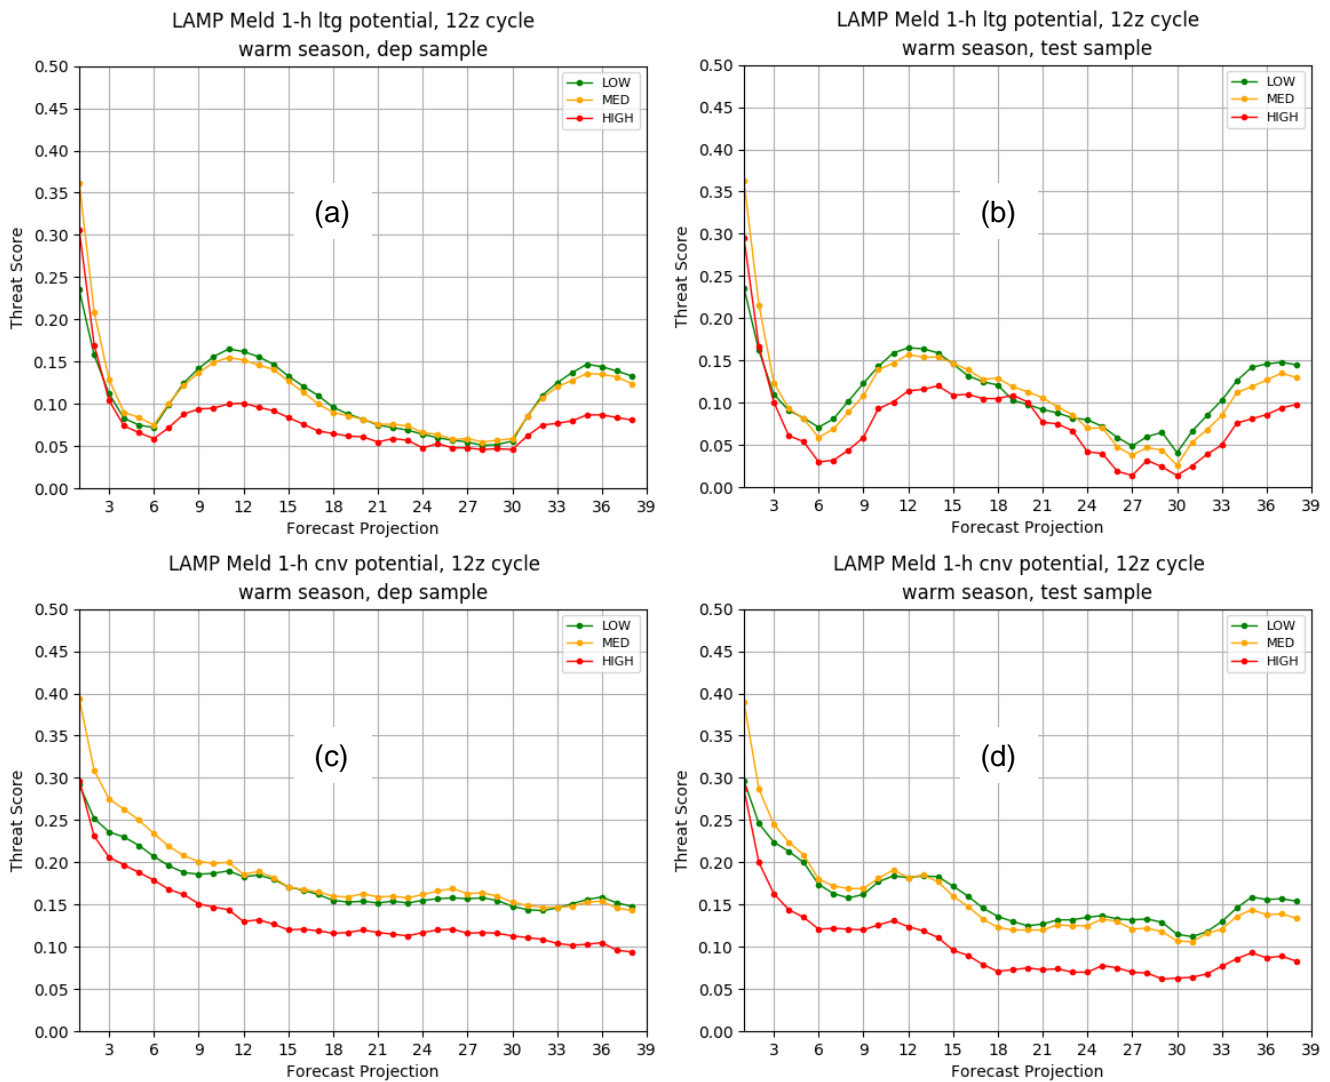 LAMP Meld 1-h ltg potential, 12z cycle
warm season, dep sample
0.50
0.45
0.40
0.35
0.30
0.25
0.20
0.15
0.10
0.05
0.00
Threat Score
LOW
MED
HIGH
(a)
3 6 9 12 15 18 21 24 27 30 33 36 39
Forecast Projection
LAMP Meld 1-h ltg potential, 12z cycle
warm season, test sample
0.50
0.45
0.40
0.35
0.30
0.25
0.20
0.15
0.10
0.05
0.00
Threat Score
LOW
MED
HIGH
(b)
3 6 9 12 15 18 21 24 27 30 33 36 39
Forecast Projection
LAMP Meld 1-h cnv potential, 12z cycle
warm season, dep sample
0.50
0.45
0.40
0.35
0.30
0.25
0.20
0.15
0.10
0.05
0.00
Threat Score
LOW
MED
HIGH
(c)
3 6 9 12 15 18 21 24 27 30 33 36 39
Forecast Projection
LAMP Meld 1-h cnv potential, 12z cycle
warm season, test sample
0.50
0.45
0.40
0.35
0.30
0.25
0.20
0.15
0.10
0.05
0.00
Threat Score
LOW
MED
HIGH
(d)
3 6 9 12 15 18 21 24 27 30 33 36 39
Forecast Projection